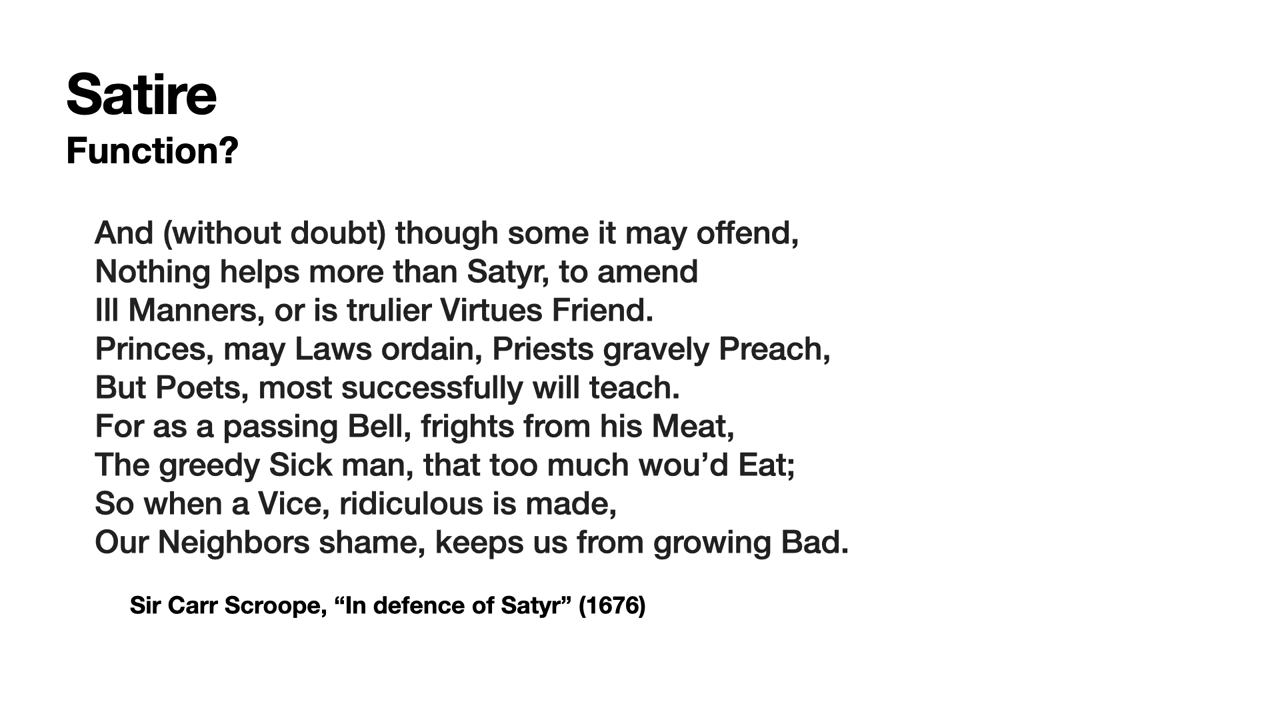 Satire
Function?
And (without doubt) though some it may offend,
Nothing helps more than Satyr, to amend
Ill Manners, or is trulier Virtues Friend.
Princes, may Laws ordain, Priests gravely Preach,
But Poets, most successfully will teach.
For as a passing Bell, frights from his Meat,
The greedy Sick man, that too much wou’d Eat;
So when a Vice, ridiculous is made,
Our Neighbors shame, keeps us from growing Bad.
Sir Carr Scroope, “In defence of Satyr” (1676)